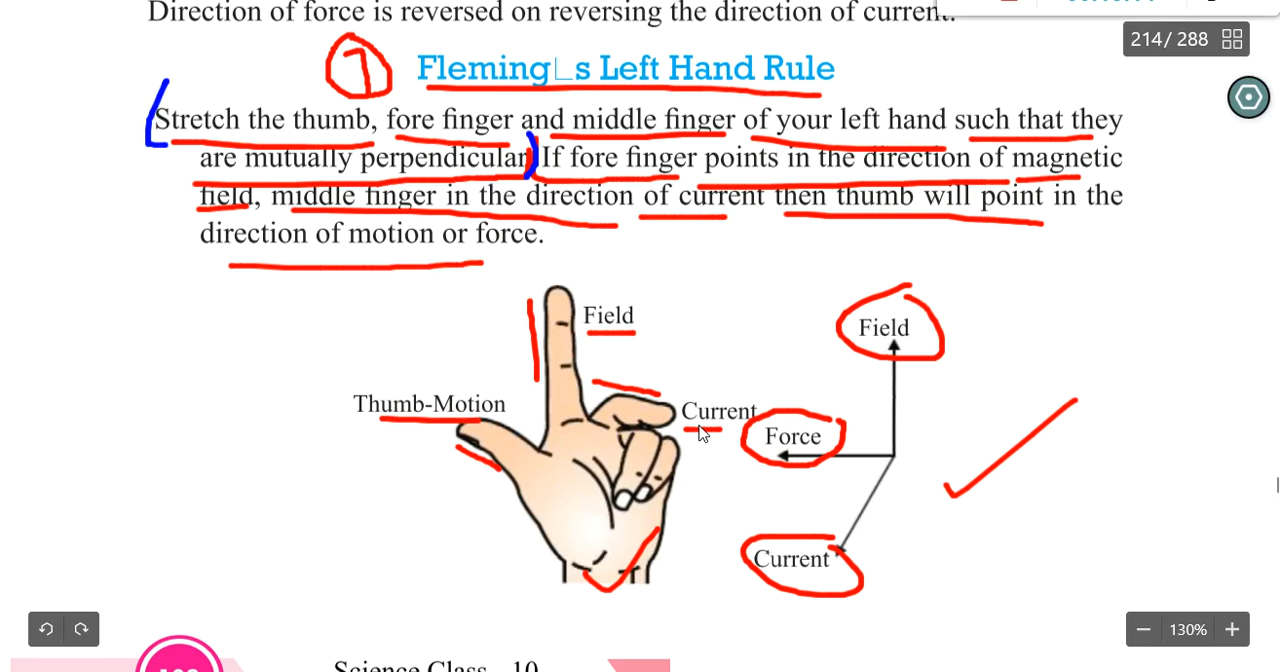 Direction of force is reversed on reversing the direction of current.
214/ 288
7
Fleming∟s Left Hand Rule
Stretch the thumb, fore finger and middle finger of your left hand such that they
are mutually perpendicular. If fore finger points in the direction of magnetic
field, middle finger in the direction of current then thumb will point in the
direction of motion or force.
Field
Field
Thumb-Motion
Current
Force
Current
130%
Science Class - 10